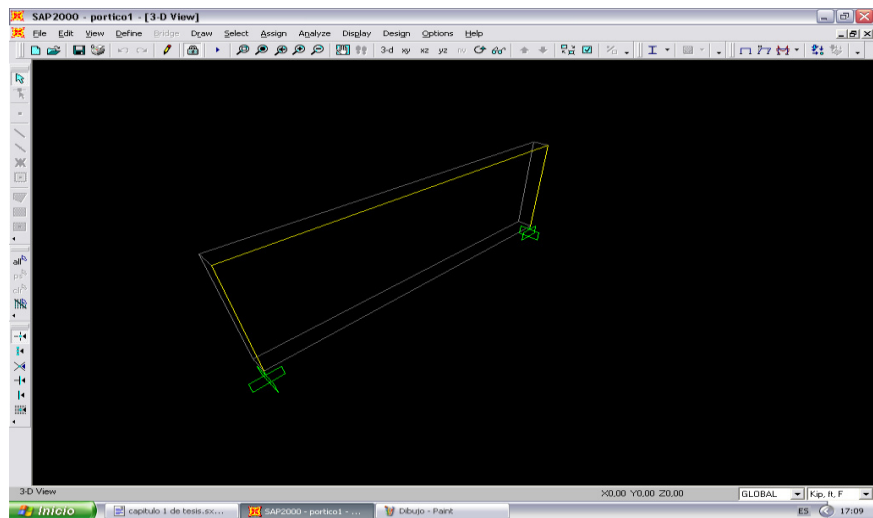 SAP2000 - portico1 - [3-D View]
File Edit View Define Bridge Draw Select Assign Analyze Display Design Options Help
3-d xy xz yz nv
all
3-D View
X0,00 Y0,00 Z0,00
GLOBAL
Kip, ft, F
Inicio
capitulo 1 de tesis.sx...
SAP2000 - portico1 - ...
Dibujo - Paint
ES
17:09